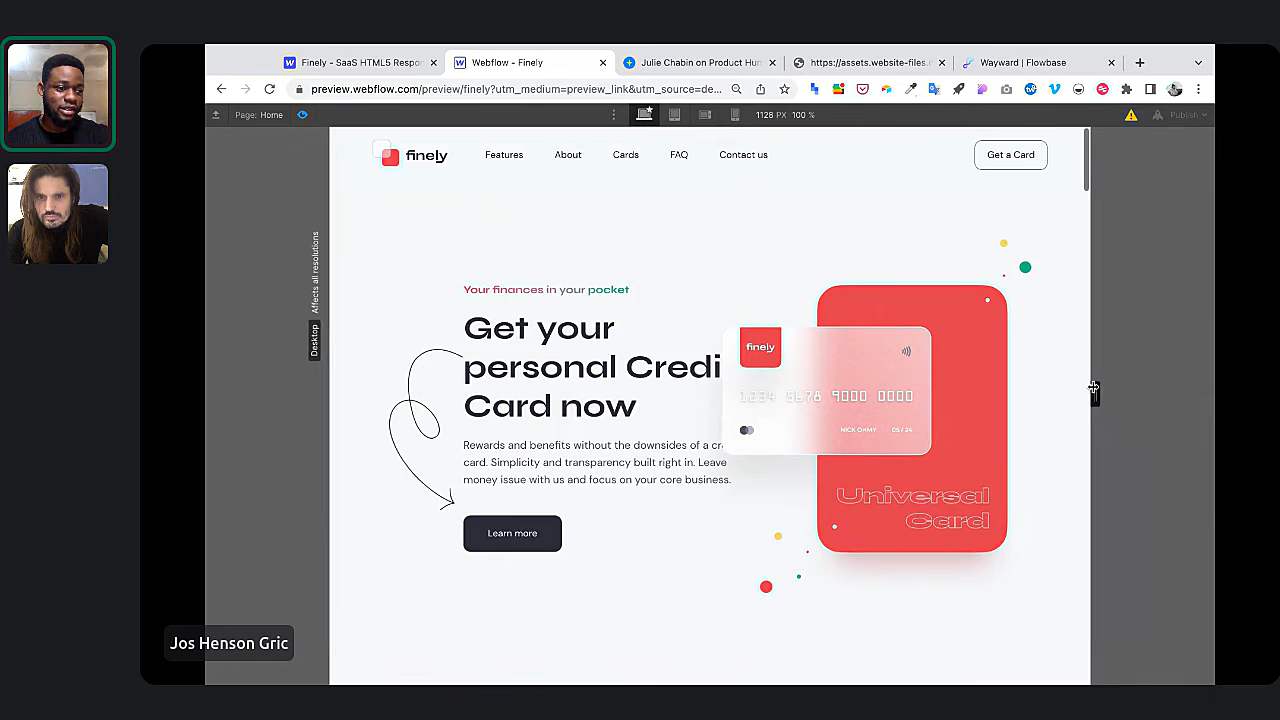 Finely - SaaS HTML5 Respor
Webflow - Finely
Julie Chabin on Product Hun
https://assets.website-files.
Wayward | Flowbase
preview.webflow.com/preview/finely?utm_medium=preview_link&utm_source=de...
Page: Home
1128 PX 100 %
Publish
finely
Features
About
Cards
FAQ
Contact us
Get a Card
Affects all resolutions
Desktop
Your finances in your pocket
Get your
personal Credi
Card now
Rewards and benefits without the downsides of a cr
card. Simplicity and transparency built right in. Leave
money issue with us and focus on your core business.
Learn more
finely
1234 5678 9000 0000
NICK OHMY 05/24
Universal
Card
Jos Henson Gric